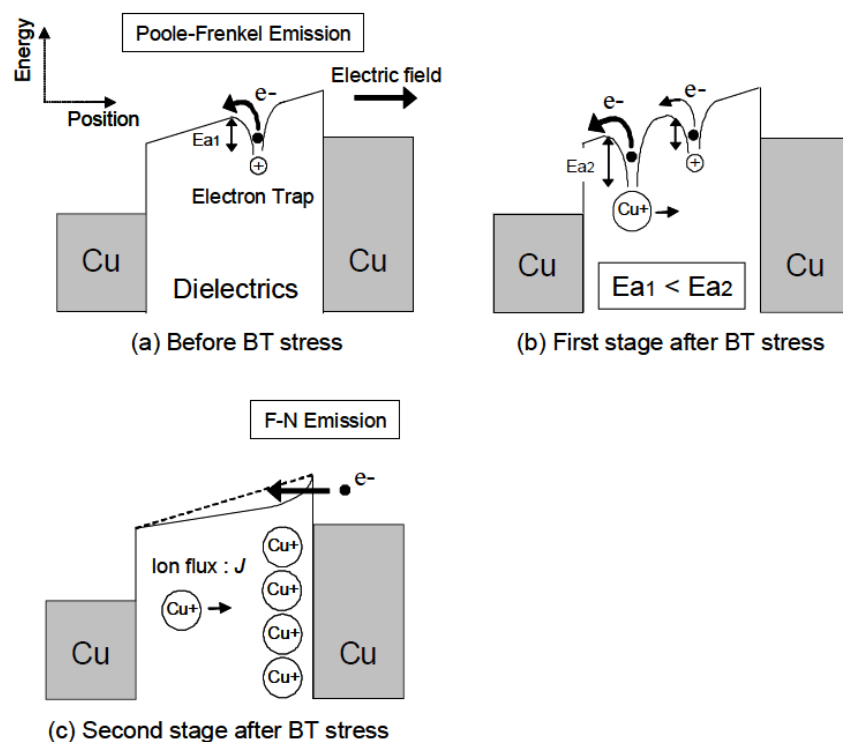 Poole-Frenkel Emission
Energy
Position
Electric field
e-
Ea1
+
Electron Trap
Cu
Dielectrics
Cu
(a) Before BT stress
e-
e-
Ea2
+
Cu+
Cu
Ea1 < Ea2
Cu
(b) First stage after BT stress
F-N Emission
e-
Ion flux : J
Cu+
Cu+
Cu+
Cu+
Cu+
Cu
Cu
(c) Second stage after BT stress